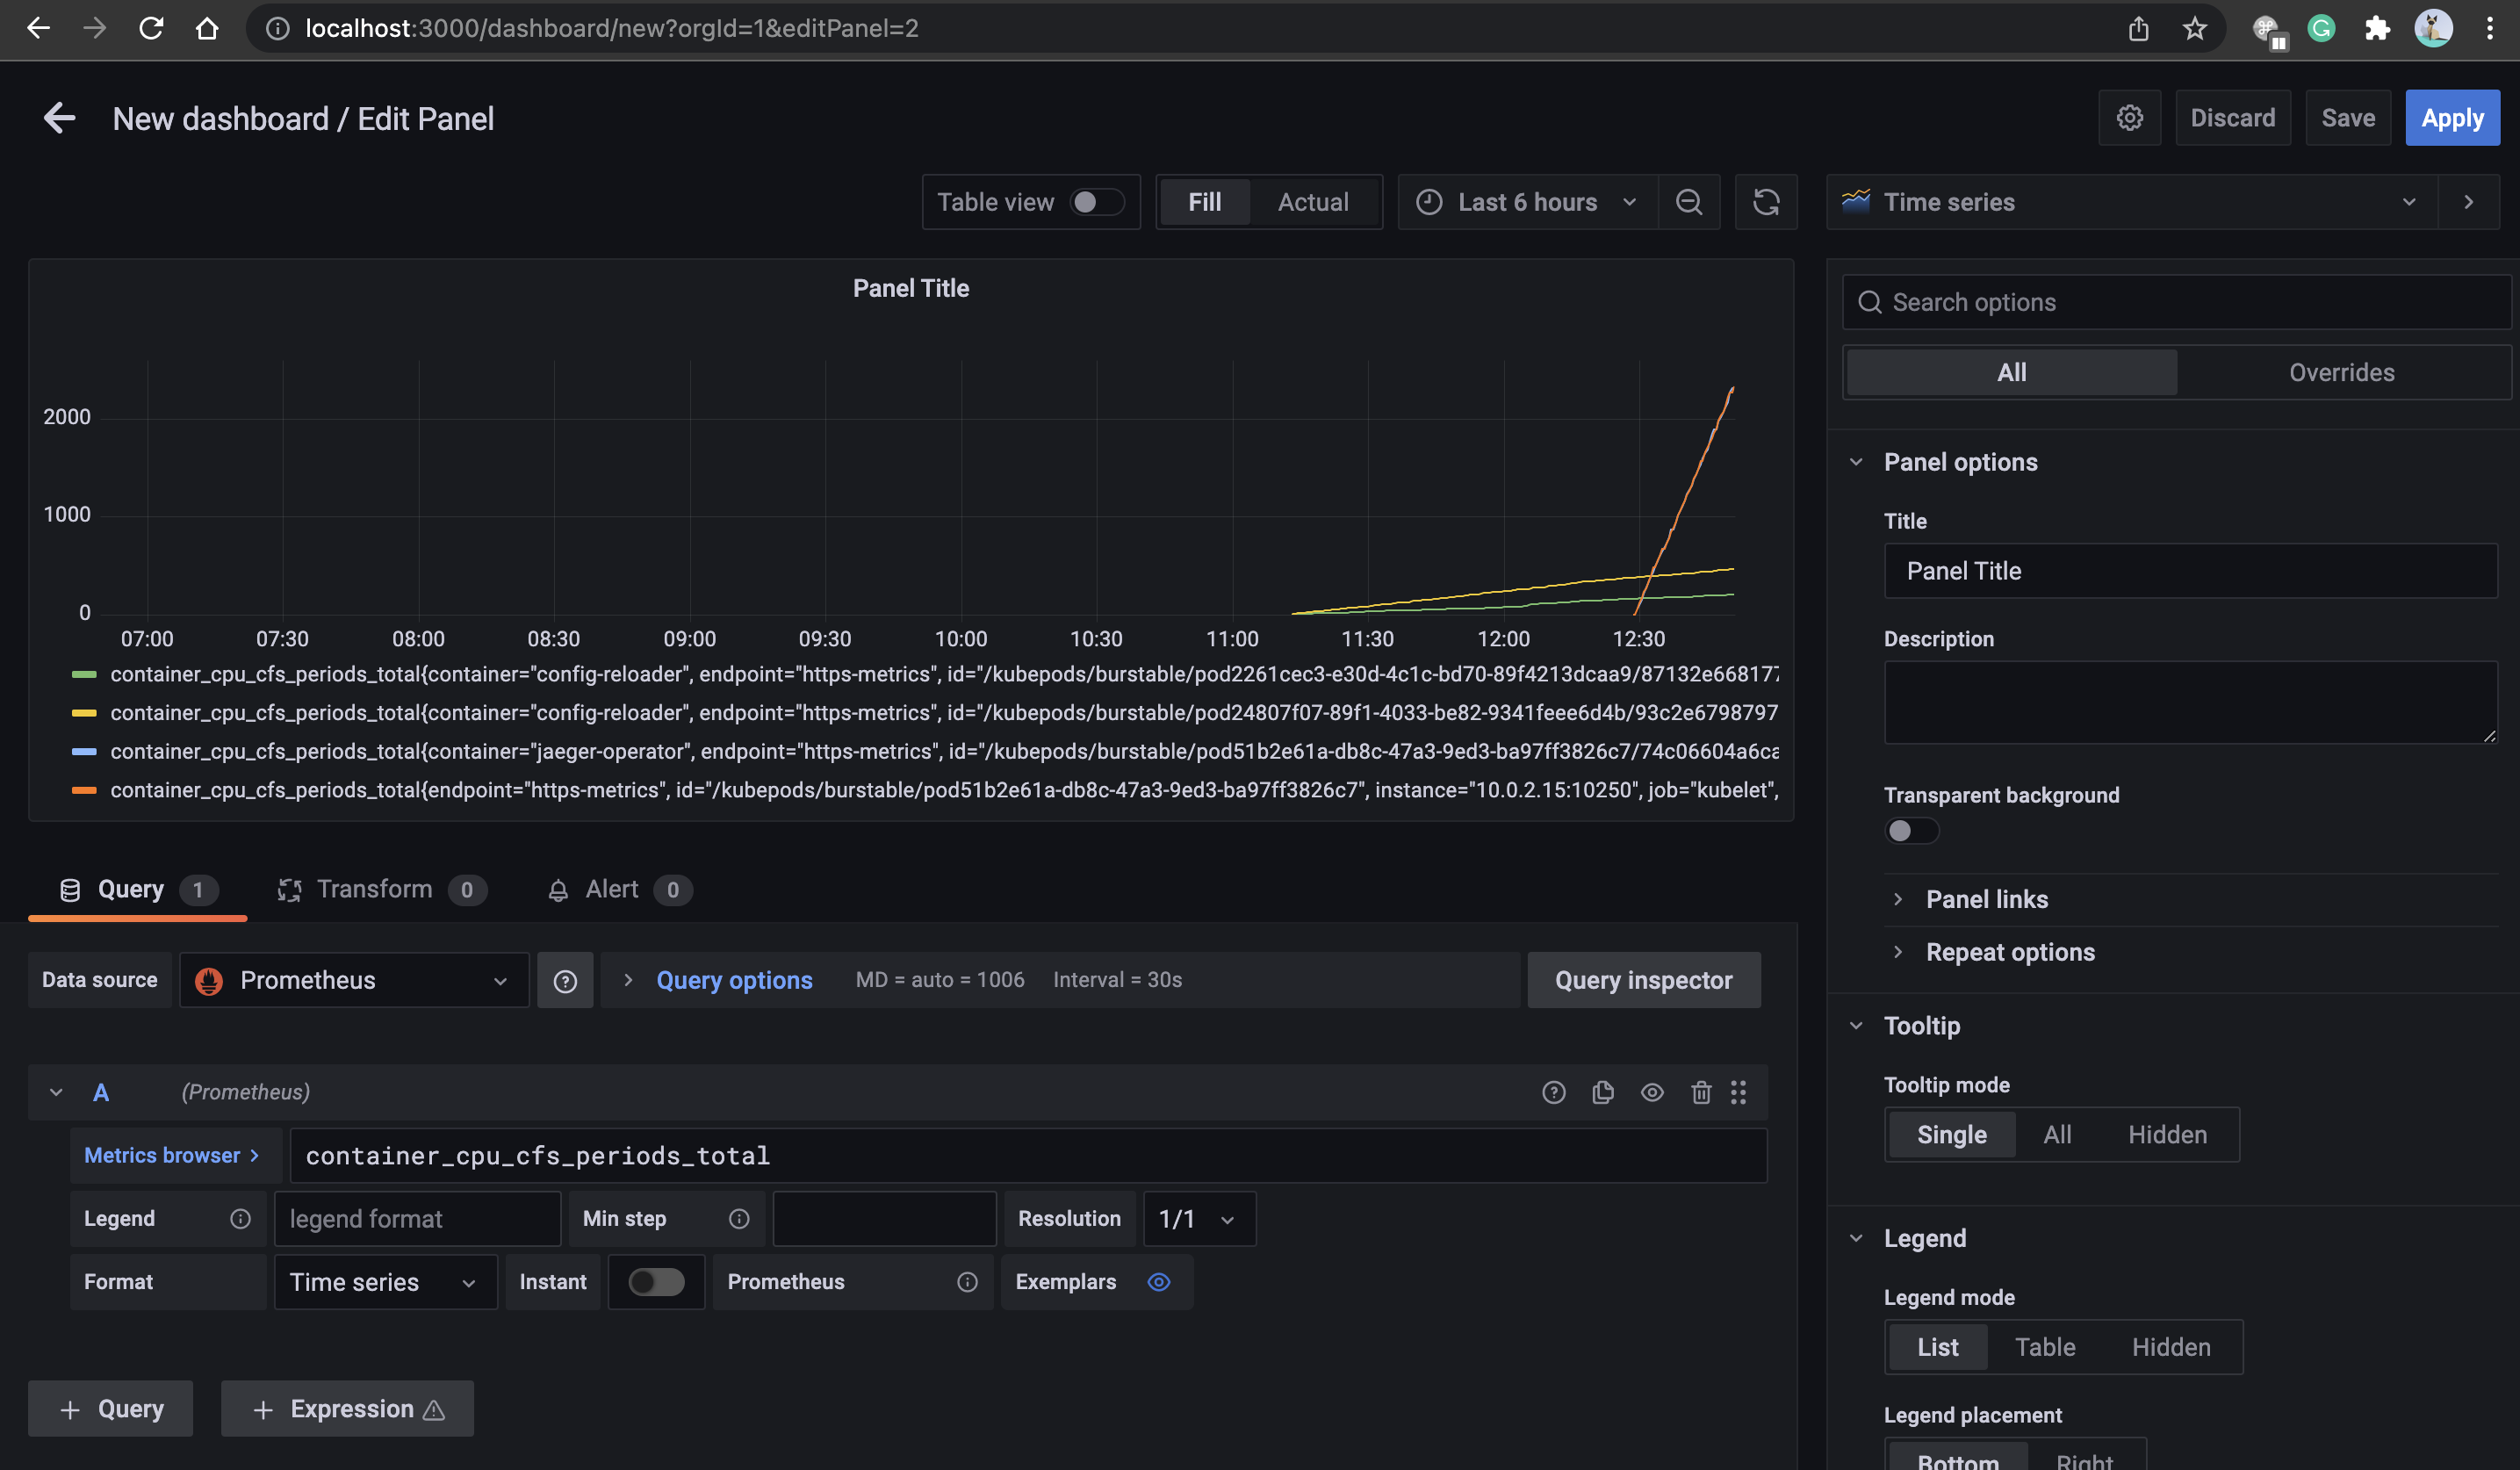 localhost:3000/dashboard/new?orgId=1&editPanel=2
New dashboard / Edit Panel
Discard
Save
Apply
Table view
Fill
Actual
Last 6 hours
Time series
Panel Title
2000
1000
0
07:00 07:30 08:00 08:30 09:00 09:30 10:00 10:30 11:00 11:30 12:00 12:30
container_cpu_cfs_periods_total{container="config-reloader", endpoint="https-metrics", id="/kubepods/burstable/pod2261cec3-e30d-4c1c-bd70-89f4213dcaa9/87132e668177
container_cpu_cfs_periods_total{container="config-reloader", endpoint="https-metrics", id="/kubepods/burstable/pod24807f07-89f1-4033-be82-9341feee6d4b/93c2e6798797
container_cpu_cfs_periods_total{container="jaeger-operator", endpoint="https-metrics", id="/kubepods/burstable/pod51b2e61a-db8c-47a3-9ed3-ba97ff3826c7/74c06604a6ca
container_cpu_cfs_periods_total{endpoint="https-metrics", id="/kubepods/burstable/pod51b2e61a-db8c-47a3-9ed3-ba97ff3826c7", instance="10.0.2.15:10250", job="kubelet",
Query 1
Transform 0
Alert 0
Data source
Prometheus
Query options
MD = auto = 1006
Interval = 30s
Query inspector
A
(Prometheus)
Metrics browser >
container_cpu_cfs_periods_total
Legend
legend format
Min step
Resolution
1/1
Format
Time series
Instant
Prometheus
Exemplars
+ Query
+ Expression
Search options
All
Overrides
Panel options
Title
Panel Title
Description
Transparent background
Panel links
Repeat options
Tooltip
Tooltip mode
Single
All
Hidden
Legend
Legend mode
List
Table
Hidden
Legend placement
Bottom
Right